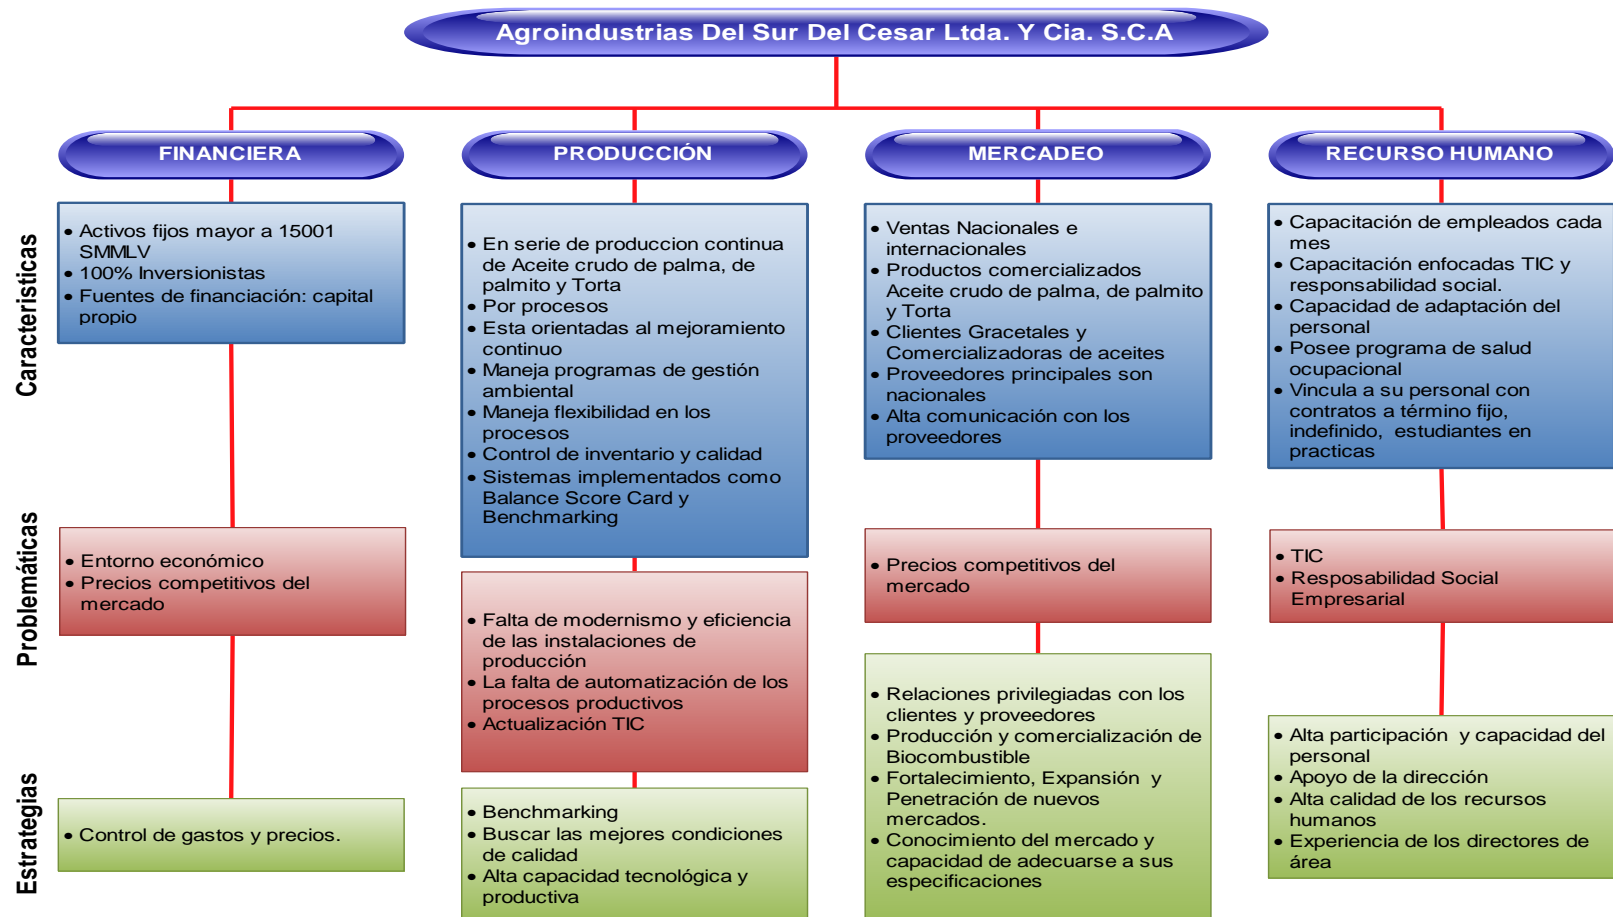 Agroindustrias Del Sur Del Cesar Ltda. Y Cia. S.C.A
FINANCIERA
PRODUCCIÓN
MERCADEO
RECURSO HUMANO
Caracteristicas
• Activos fijos mayor a 15001
SMMLV
• 100% Inversionistas
• Fuentes de financiación: capital
propio
• En serie de produccion continua
de Aceite crudo de palma, de
palmito y Torta
• Por procesos
• Esta orientadas al mejoramiento
continuo
• Maneja programas de gestión
ambiental
• Maneja flexibilidad en los
procesos
• Control de inventario y calidad
• Sistemas implementados como
Balance Score Card y
Benchmarking
• Ventas Nacionales e
internacionales
• Productos comercializados
Aceite crudo de palma, de palmito
y Torta
• Clientes Gracetales y
Comercializadoras de aceites
• Proveedores principales son
nacionales
• Alta comunicación con los
proveedores
• Capacitación de empleados cada
mes
• Capacitación enfocadas TIC y
responsabilidad social.
• Capacidad de adaptación del
personal
• Posee programa de salud
ocupacional
• Vincula a su personal con
contratos a término fijo,
indefinido, estudiantes en
practicas
Problemáticas
• Entorno económico
• Precios competitivos del
mercado
• Falta de modernismo y eficiencia
de las instalaciones de
producción
• La falta de automatización de los
procesos productivos
• Actualización TIC
• Precios competitivos del
mercado
• TIC
• Resposabilidad Social
Empresarial
Estrategias
• Control de gastos y precios.
• Benchmarking
• Buscar las mejores condiciones
de calidad
• Alta capacidad tecnológica y
productiva
• Relaciones privilegiadas con los
clientes y proveedores
• Producción y comercialización de
Biocombustible
• Fortalecimiento, Expansión y
Penetración de nuevos
mercados.
• Conocimiento del mercado y
capacidad de adecuarse a sus
especificaciones
• Alta participación y capacidad del
personal
• Apoyo de la dirección
• Alta calidad de los recursos
humanos
• Experiencia de los directores de
área